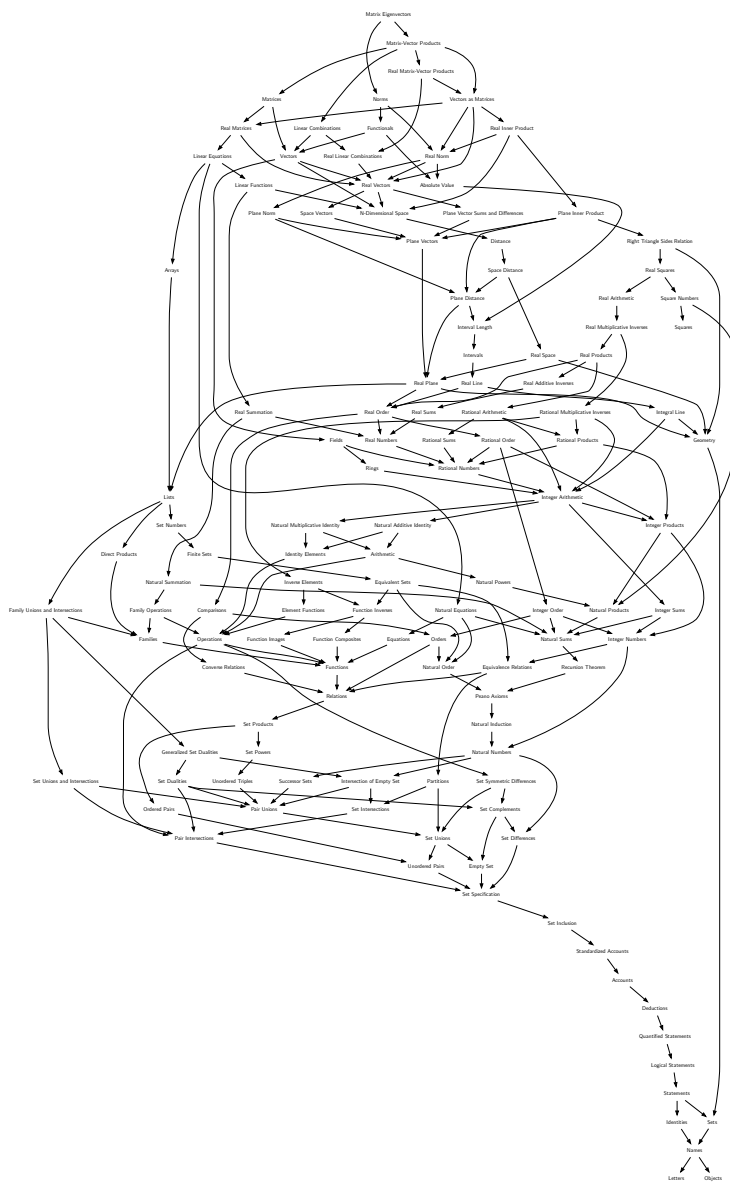 Matrix Eigenvectors
Matrix-Vector Products
Real Matrix-Vector Products
Matrices Norms Vectors as Matrices
Real Matrices Linear Combinations Functionals Real Inner Product
Linear Equations Vectors Real Linear Combinations Real Norm
Linear Functions Real Vectors Absolute Value
Plane Norm Space Vectors N-Dimensional Space Plane Vector Sums and Differences Plane Inner Product
Plane Vectors Distance Right Triangle Sides Relation
Arrays Space Distance Real Squares
Plane Distance Real Arithmetic Square Numbers
Interval Length Real Multiplicative Inverses Squares
Intervals Real Space Real Products
Real Plane Real Line Real Additive Inverses
Real Summation Real Order Real Sums Rational Arithmetic Rational Multiplicative Inverses Integral Line
Fields Real Numbers Rational Sums Rational Order Rational Products Geometry
Rings Rational Numbers
Lists Integer Arithmetic
Set Numbers Natural Multiplicative Identity Natural Additive Identity Integer Products
Direct Products Finite Sets Identity Elements Arithmetic
Natural Summation Inverse Elements Equivalent Sets Natural Powers
Family Unions and Intersections Family Operations Comparisons Element Functions Function Inverses Natural Equations Integer Order Natural Products Integer Sums
Families Operations Function Images Function Composites Equations Orders Natural Sums Integer Numbers
Converse Relations Functions Natural Order Equivalence Relations Recursion Theorem
Relations Peano Axioms
Set Products Natural Induction
Generalized Set Dualities Set Powers Natural Numbers
Set Unions and Intersections Set Dualities Unordered Triples Successor Sets Intersection of Empty Set Partitions Set Symmetric Differences
Ordered Pairs Pair Unions Set Intersections Set Complements
Pair Intersections Set Unions Set Differences
Unordered Pairs Empty Set
Set Specification
Set Inclusion
Standardized Accounts
Accounts
Deductions
Quantified Statements
Logical Statements
Statements
Identities Sets
Names
Letters Objects